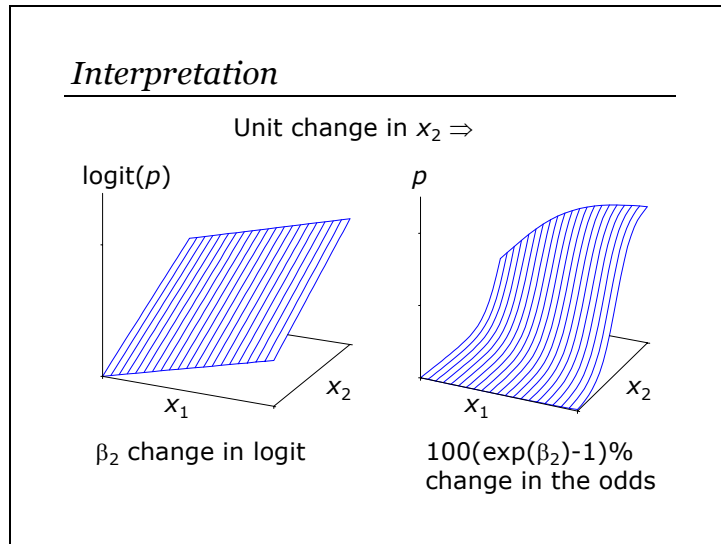 Interpretation
Unit change in x₂ ⇒
logit(p)
p
x₁
x₂
x₁
x₂
β₂ change in logit
100(exp(β₂)-1)%
change in the odds